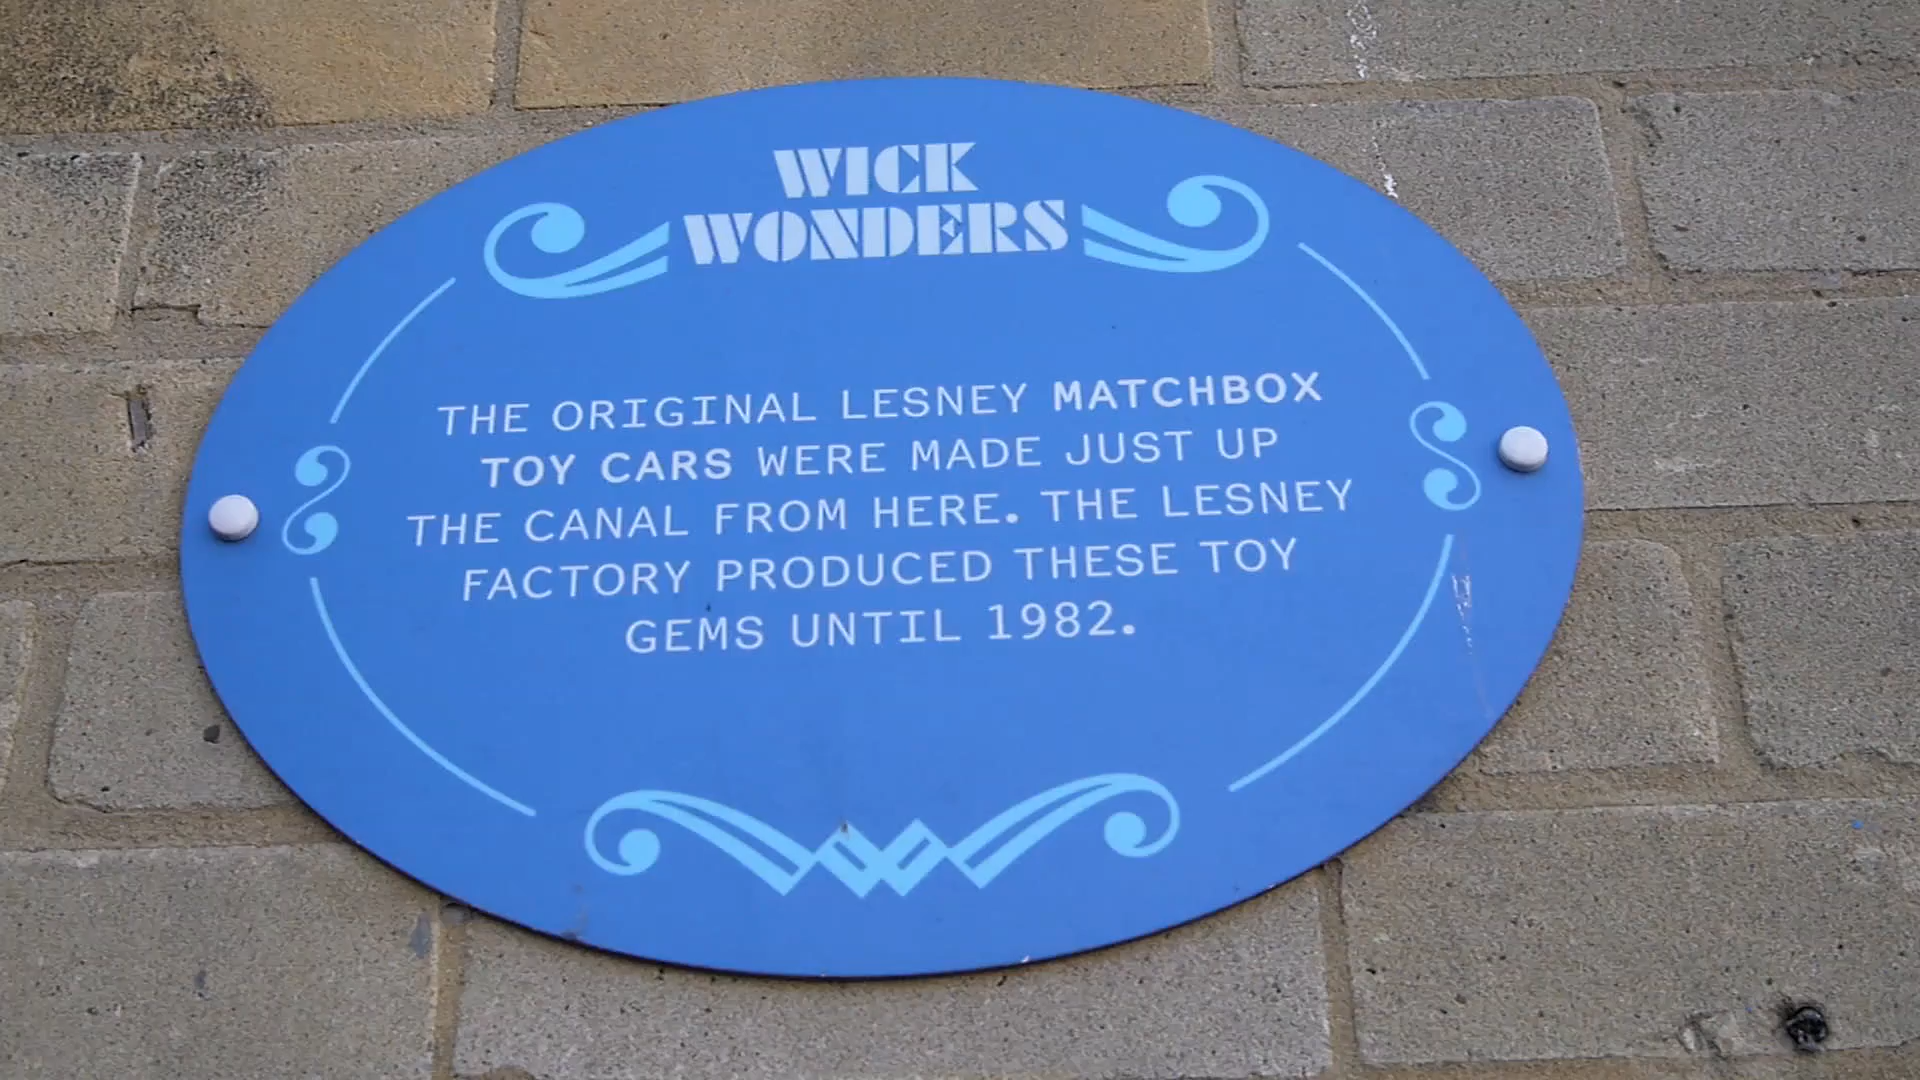 WICK
WONDERS
THE ORIGINAL LESNEY MATCHBOX
TOY CARS WERE MADE JUST UP
THE CANAL FROM HERE. THE LESNEY
FACTORY PRODUCED THESE TOY
GEMS UNTIL 1982.